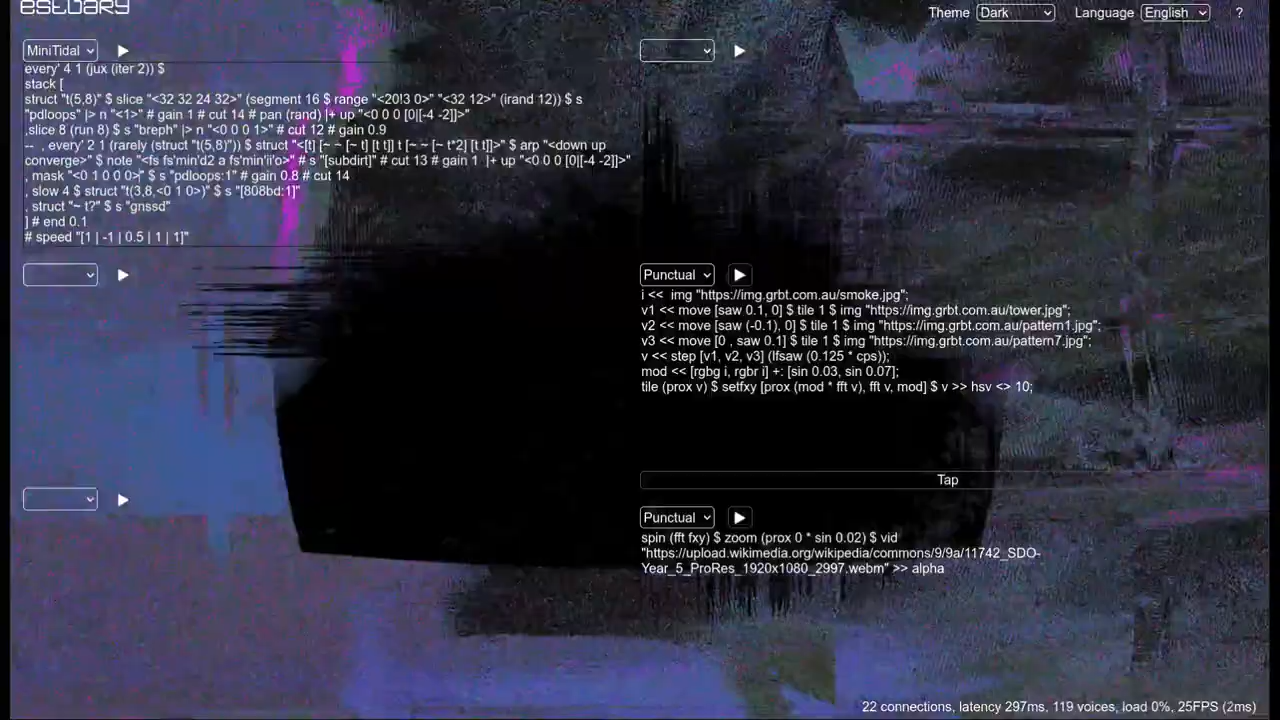 estuary
Theme Dark Language English ?
MiniTidal
every' 4 1 (jux (iter 2)) $
stack [
struct "t(5,8)" $ slice "<32 32 24 32>" (segment 16 $ range "<20!3 0>" "<32 12>" (irand 12)) $ s
"pdloops" |> n "<1>" # gain 1 # cut 14 # pan (rand) |+ up "<0 0 0 [0|[-4 -2]]>"
,slice 8 (run 8) $ s "breph" |> n "<0 0 0 1>" # cut 12 # gain 0.9
-- , every' 2 1 (rarely (struct "t(5,8)")) $ struct "<[t] [~ ~ [~ t] [t t]] t [~ ~ [~ t*2] [t t]]>" $ arp "<down up
converge>" $ note "<fs fs'min'd2 a fs'min'ii'o>" # s "[subdirt]" # cut 13 # gain 1 |+ up "<0 0 0 [0|[-4 -2]]>"
, mask "<0 1 0 0 0>" $ s "pdloops:1" # gain 0.8 # cut 14
, slow 4 $ struct "t(3,8,<0 1 0>)" $ s "[808bd:1]"
, struct "~ t?" $ s "gnssd"
] # end 0.1
# speed "[1 | -1 | 0.5 | 1 | 1]"
Punctual
i << img "https://img.grbt.com.au/smoke.jpg";
v1 << move [saw 0.1, 0] $ tile 1 $ img "https://img.grbt.com.au/tower.jpg";
v2 << move [saw (-0.1), 0] $ tile 1 $ img "https://img.grbt.com.au/pattern1.jpg";
v3 << move [0 , saw 0.1] $ tile 1 $ img "https://img.grbt.com.au/pattern7.jpg";
v << step [v1, v2, v3] (lfsaw (0.125 * cps));
mod << [rgbg i, rgbr i] +: [sin 0.03, sin 0.07];
tile (prox v) $ setfxy [prox (mod * fft v), fft v, mod] $ v >> hsv <> 10;
Tap
Punctual
spin (fft fxy) $ zoom (prox 0 * sin 0.02) $ vid
"https://upload.wikimedia.org/wikipedia/commons/9/9a/11742_SDO-
Year_5_ProRes_1920x1080_2997.webm" >> alpha
22 connections, latency 297ms, 119 voices, load 0%, 25FPS (2ms)